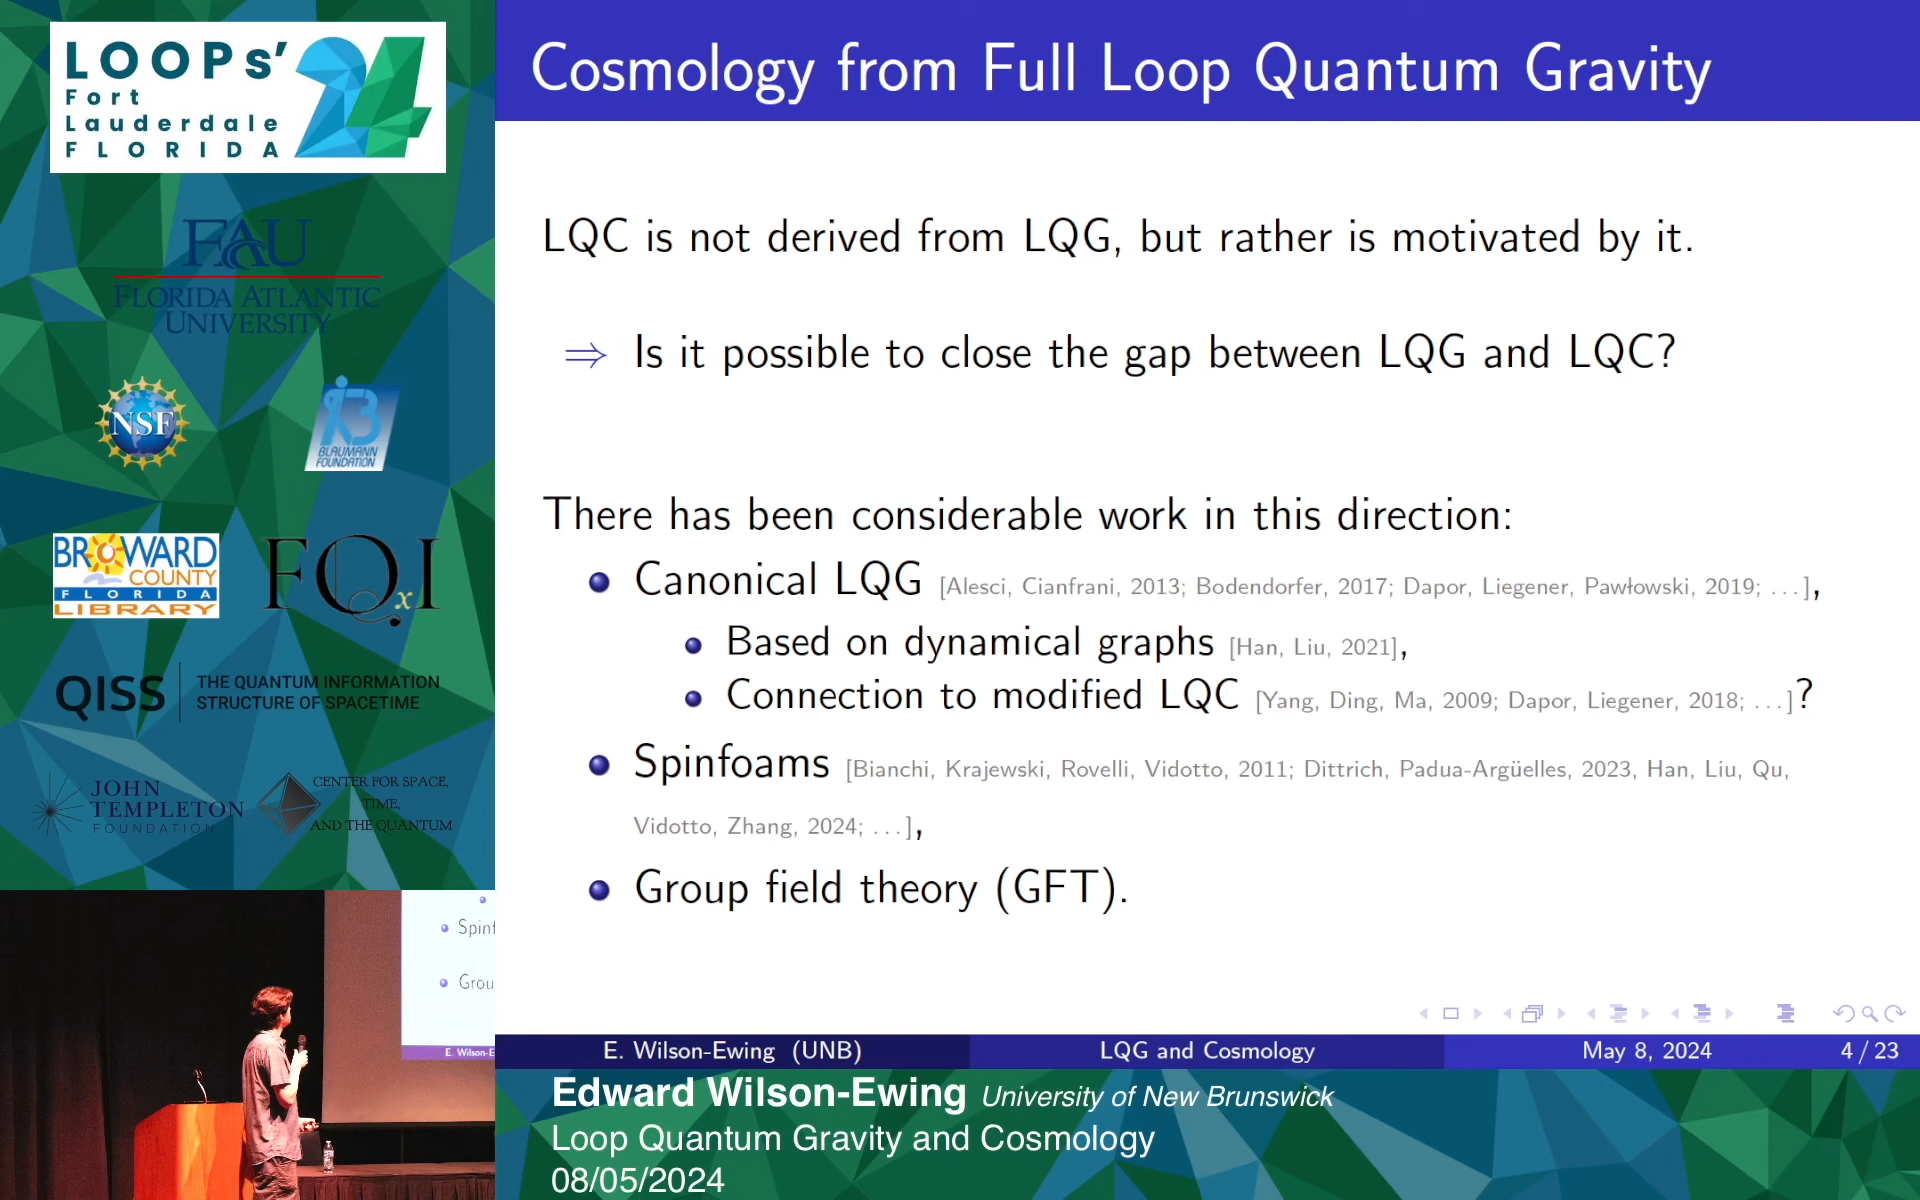 LOOPs'24
Fort
Lauderdale
FLORIDA
FAU
FLORIDA ATLANTIC
UNIVERSITY
NSF
BLAUMANN
FOUNDATION
BROWARD
COUNTY
FLORIDA
LIBRARY
FQxI
QISS
THE QUANTUM INFORMATION
STRUCTURE OF SPACETIME
JOHN
TEMPLETON
FOUNDATION
CENTER FOR SPACE,
TIME,
AND THE QUANTUM
Spinf
Grou
E. Wilson-E
Cosmology from Full Loop Quantum Gravity
LQC is not derived from LQG, but rather is motivated by it.
⇒ Is it possible to close the gap between LQG and LQC?
There has been considerable work in this direction:
• Canonical LQG [Alesci, Cianfrani, 2013; Bodendorfer, 2017; Dapor, Liegener, Pawłowski, 2019; ...],
• Based on dynamical graphs [Han, Liu, 2021],
• Connection to modified LQC [Yang, Ding, Ma, 2009; Dapor, Liegener, 2018; ...]?
• Spinfoams [Bianchi, Krajewski, Rovelli, Vidotto, 2011; Dittrich, Padua-Argüelles, 2023, Han, Liu, Qu,
Vidotto, Zhang, 2024; ...],
• Group field theory (GFT).
E. Wilson-Ewing (UNB) LQG and Cosmology May 8, 2024 4 / 23
Edward Wilson-Ewing University of New Brunswick
Loop Quantum Gravity and Cosmology
08/05/2024